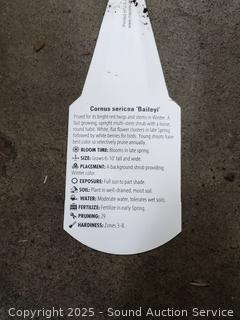 Cornus sericea 'Baileyi'
Prized for its bright red twigs and stems in Winter. A
fast growing, upright multi-stem shrub with a loose,
round habit. White, flat flower clusters in late Spring
followed by white berries for birds. Young shoots have
best color so selectively prune annually.
BLOOM TIME: Blooms in late spring.
SIZE: Grows 6-10' tall and wide.
PLACEMENT: A background shrub providing
Winter color.
EXPOSURE: Full sun to part shade.
SOIL: Plant in well-drained, moist soil.
WATER: Moderate water, tolerates wet soils.
FERTILIZE: Fertilize in early Spring.
PRUNING: 29
HARDINESS: Zones 3-8.
Copyright 2025 - Sound Auction Service